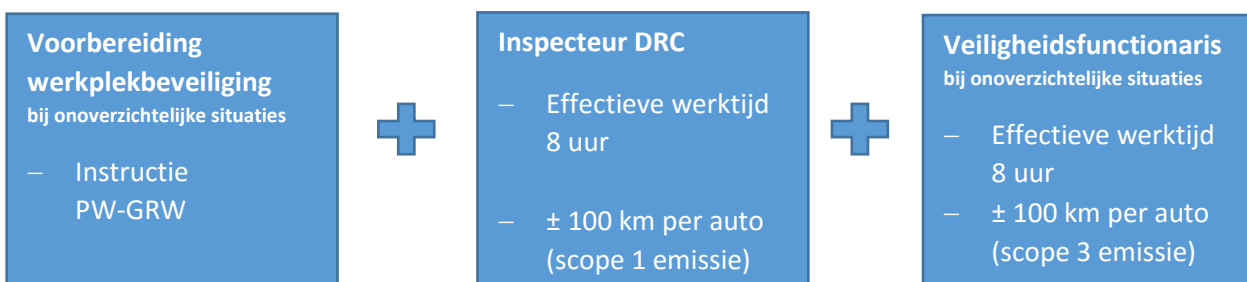 Voorbereiding
werkplekbeveiliging
bij onoverzichtelijke situaties
– Instructie
PW-GRW
Inspecteur DRC
– Effectieve werktijd
8 uur
– ± 100 km per auto
(scope 1 emissie)
Veiligheidsfunctionaris
bij onoverzichtelijke situaties
– Effectieve werktijd
8 uur
– ± 100 km per auto
(scope 3 emissie)